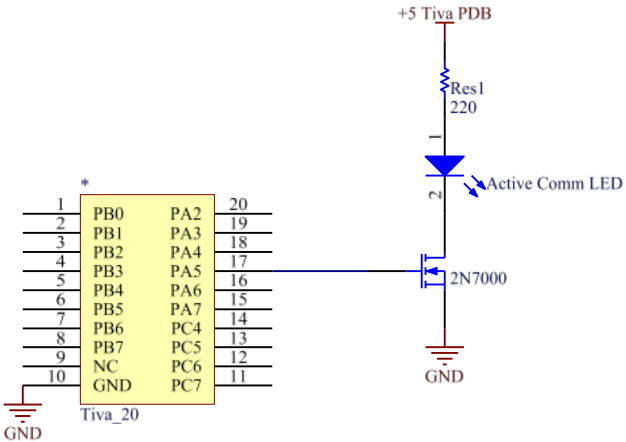 +5 Tiva PDB
Res1
220
1
Active Comm LED
2
*
1 PB0 PA2 20
2 PB1 PA3 19
3 PB2 PA4 18
4 PB3 PA5 17
5 PB4 PA6 16
6 PB5 PA7 15
7 PB6 PC4 14
8 PB7 PC5 13
9 NC PC6 12
10 GND PC7 11
2N7000
GND
Tiva_20
GND